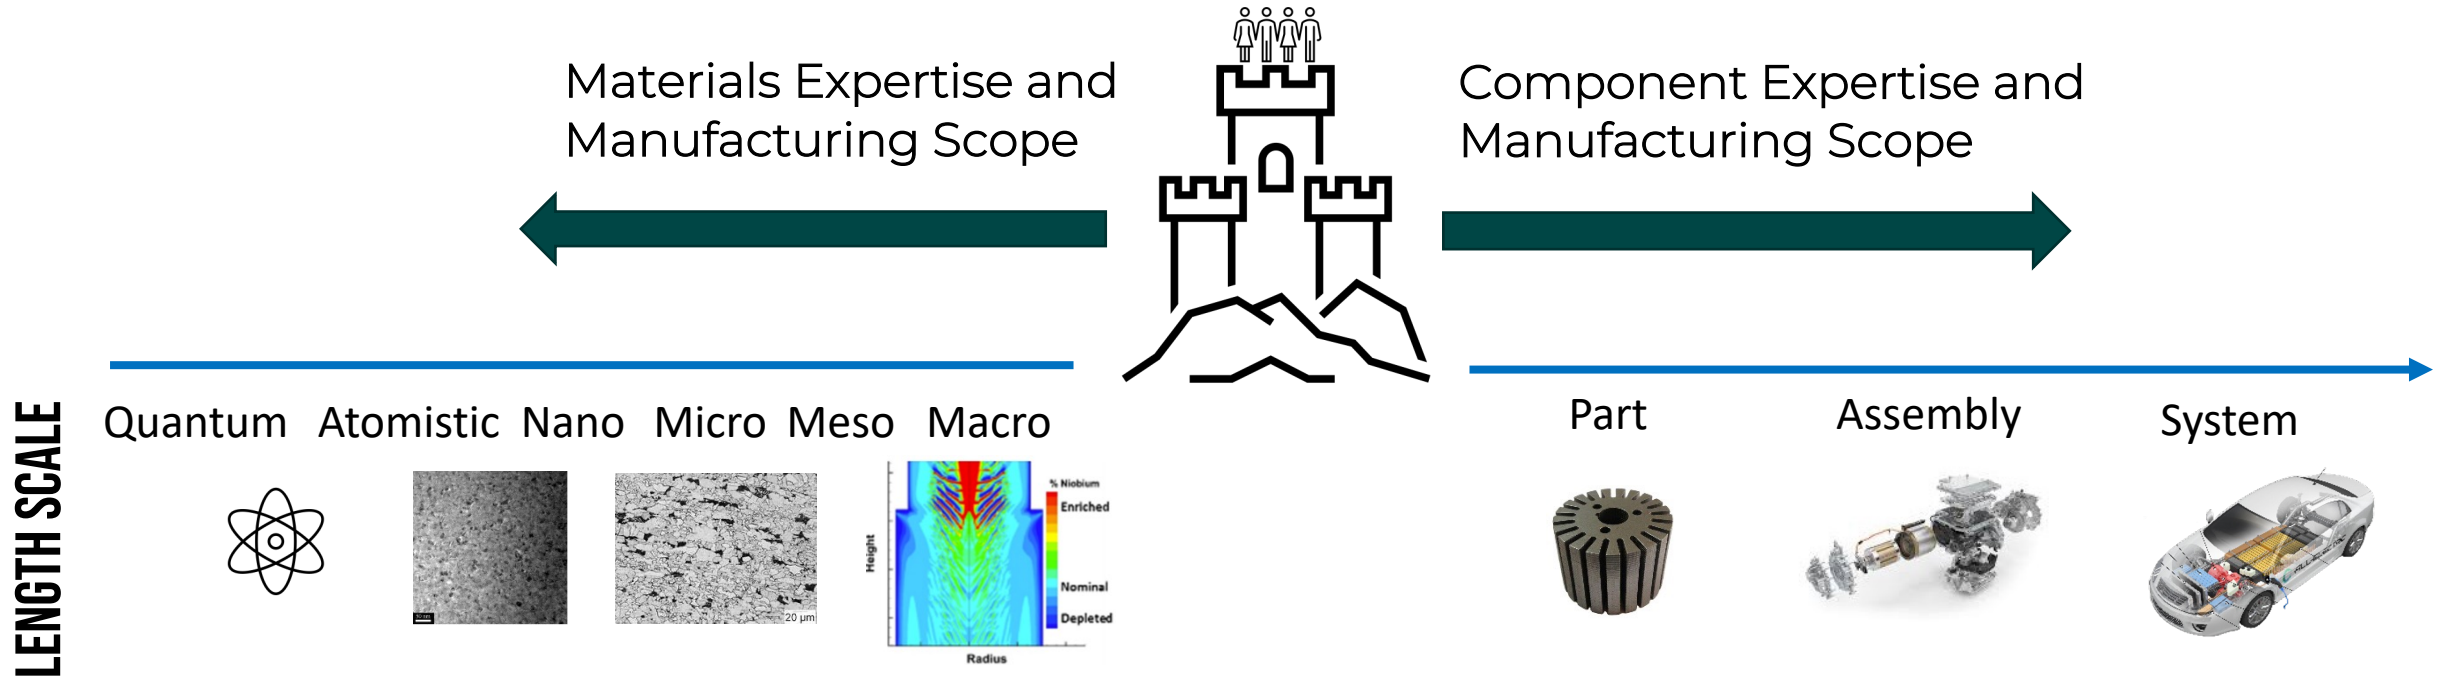 Materials Expertise and
Manufacturing Scope
Component Expertise and
Manufacturing Scope
LENGTH SCALE
Quantum Atomistic Nano Micro Meso Macro
Part Assembly System
20 µm
% Niobium
Enriched
Nominal
Depleted
Height
Radius